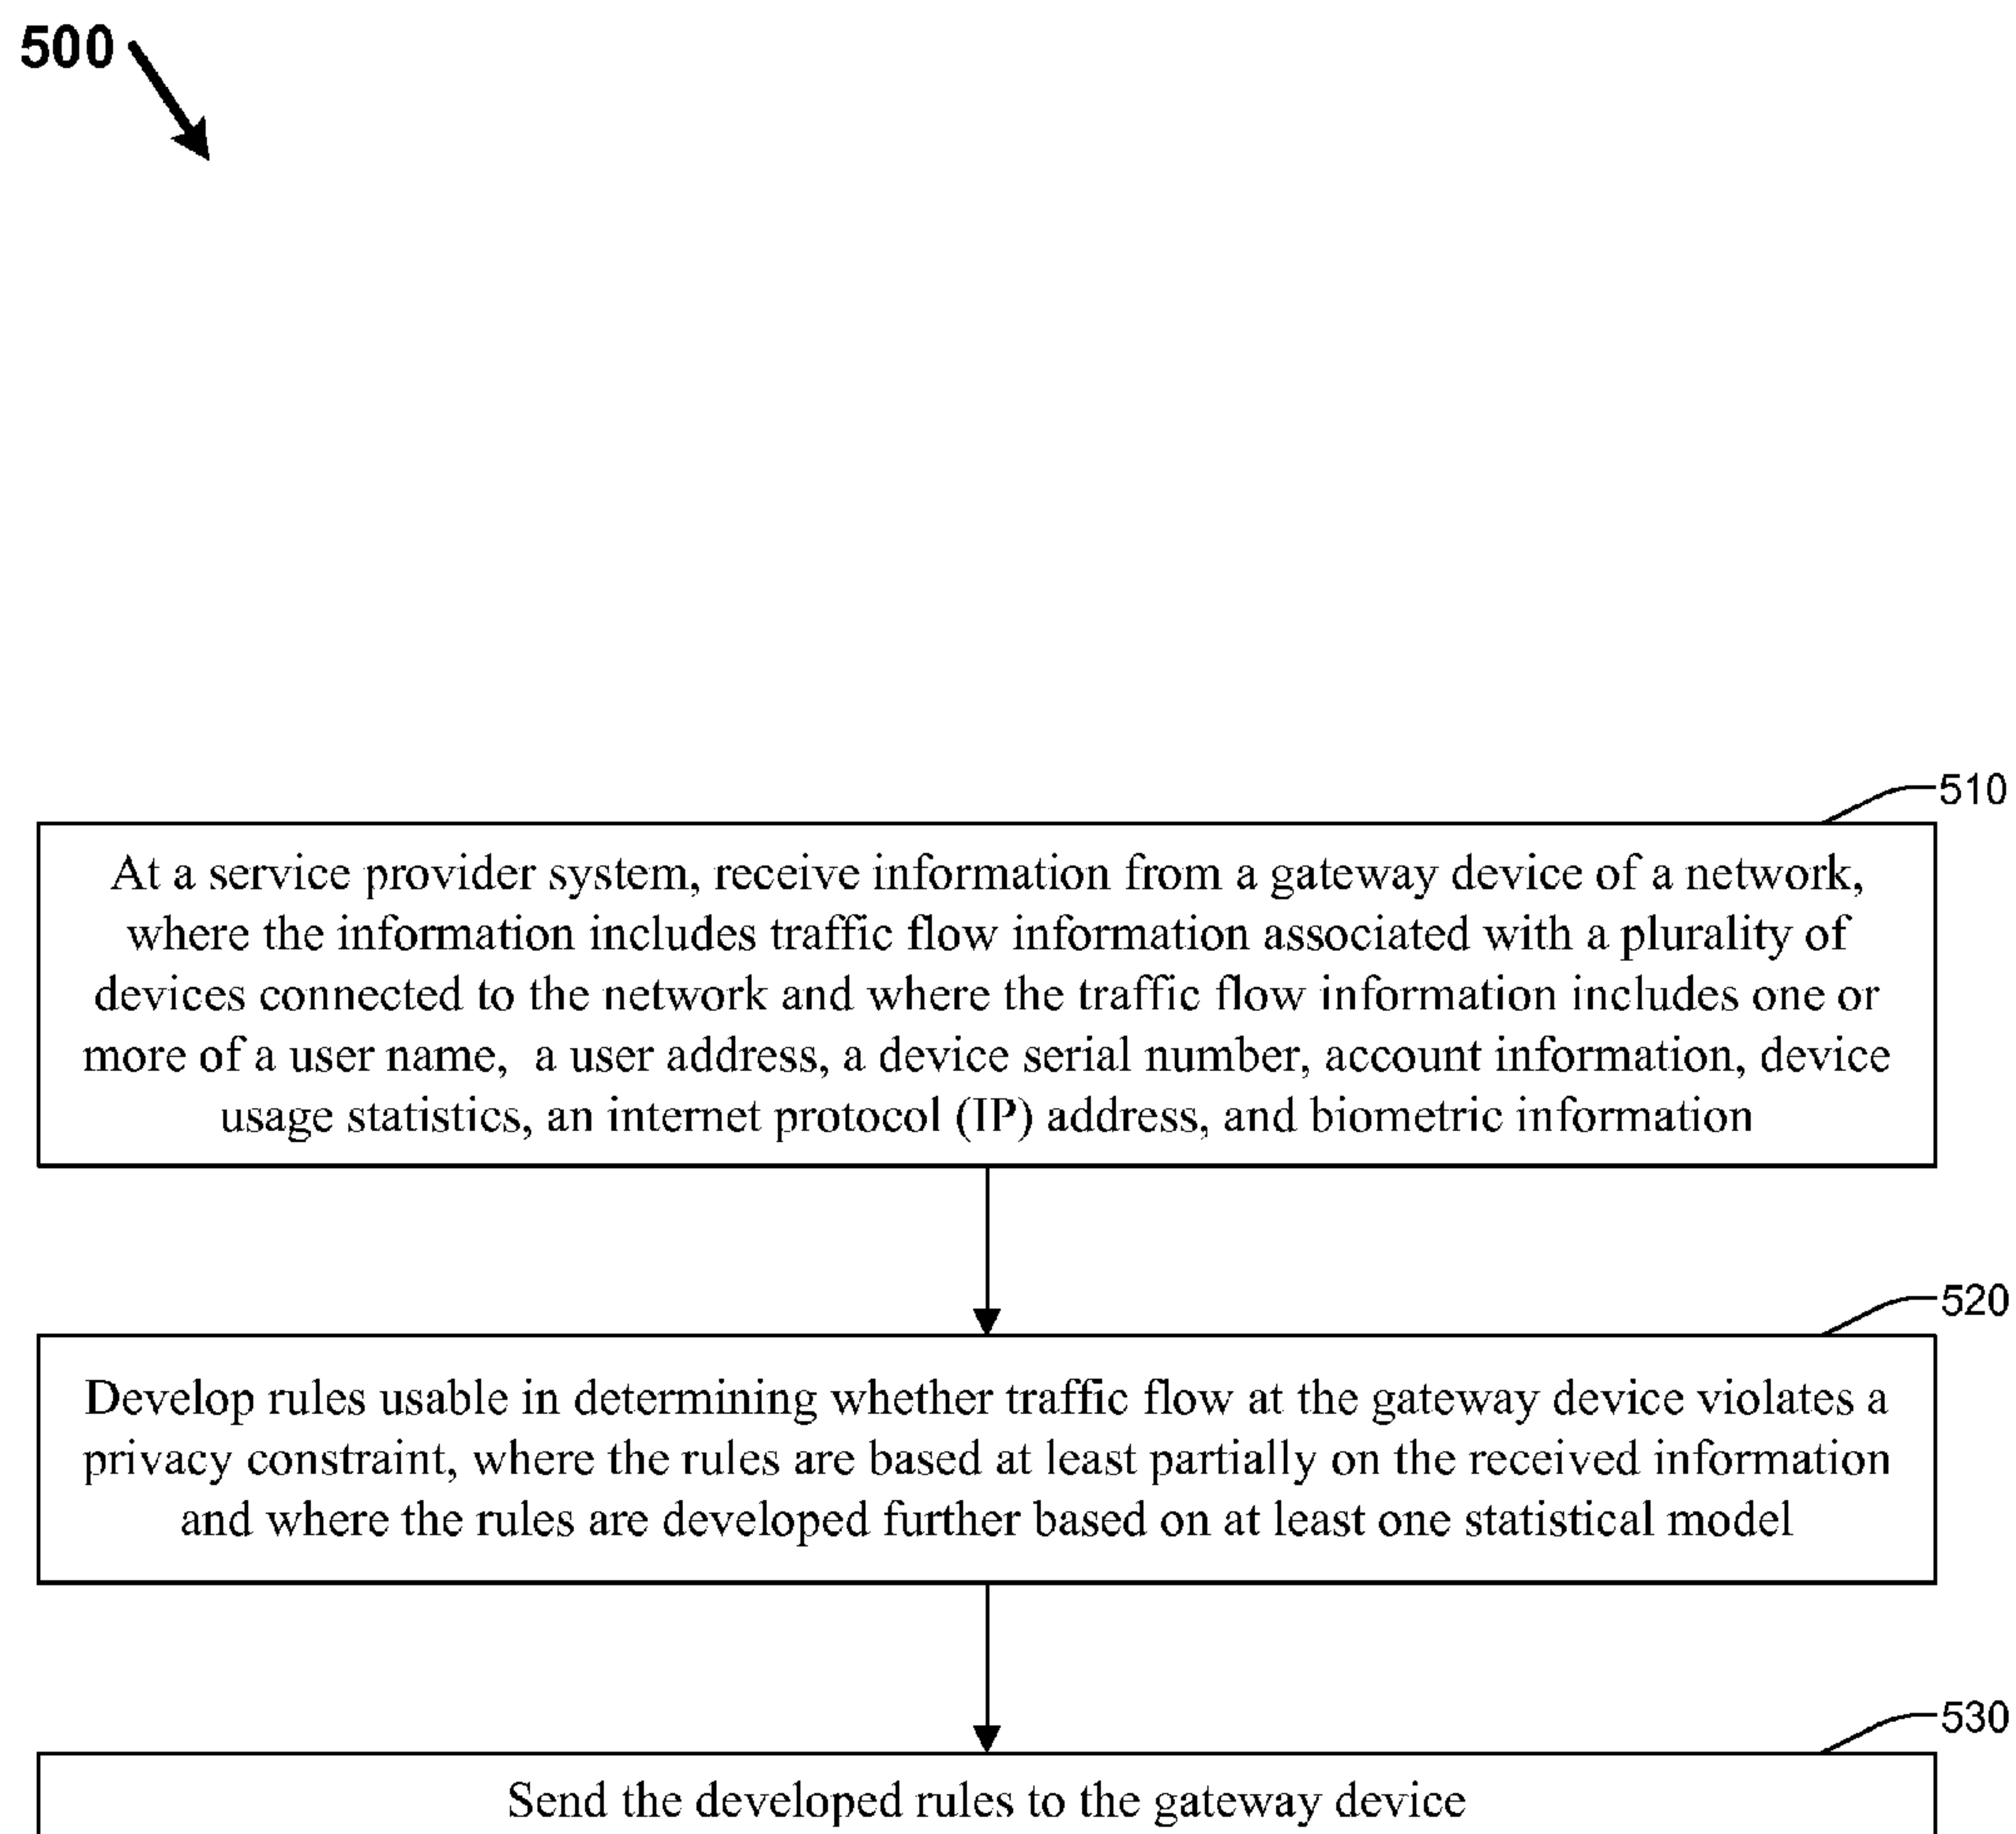 500
510
At a service provider system, receive information from a gateway device of a network,
where the information includes traffic flow information associated with a plurality of
devices connected to the network and where the traffic flow information includes one or
more of a user name, a user address, a device serial number, account information, device
usage statistics, an internet protocol (IP) address, and biometric information
520
Develop rules usable in determining whether traffic flow at the gateway device violates a
privacy constraint, where the rules are based at least partially on the received information
and where the rules are developed further based on at least one statistical model
530
Send the developed rules to the gateway device